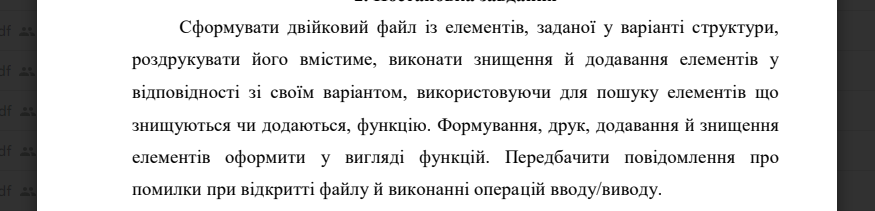 Сформувати двійковий файл із елементів, заданої у варіанті структури,
роздрукувати його вмістиме, виконати знищення й додавання елементів у
відповідності зі своїм варіантом, використовуючи для пошуку елементів що
знищуються чи додаються, функцію. Формування, друк, додавання й знищення
елементів оформити у вигляді функцій. Передбачити повідомлення про
помилки при відкритті файлу й виконанні операцій вводу/виводу.